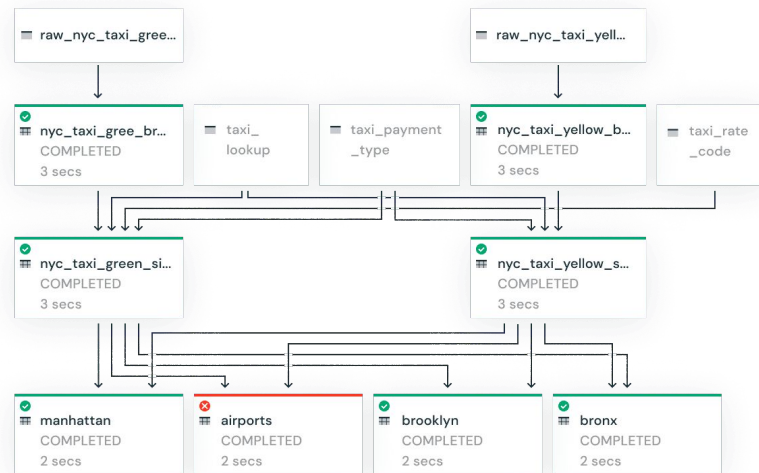 raw_nyc_taxi_gree...
raw_nyc_taxi_yell...
nyc_taxi_gree_br...
COMPLETED
3 secs
taxi_
lookup
taxi_payment
_type
nyc_taxi_yellow_b...
COMPLETED
3 secs
taxi_rate
_code
nyc_taxi_green_si...
COMPLETED
3 secs
nyc_taxi_yellow_s...
COMPLETED
3 secs
manhattan
COMPLETED
2 secs
airports
COMPLETED
2 secs
brooklyn
COMPLETED
2 secs
bronx
COMPLETED
2 secs